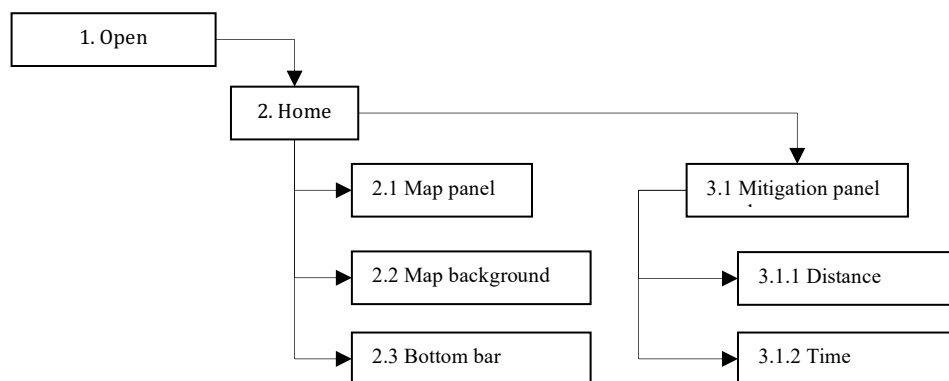 1. Open
2. Home
2.1 Map panel
3.1 Mitigation panel
2.2 Map background
3.1.1 Distance
2.3 Bottom bar
3.1.2 Time